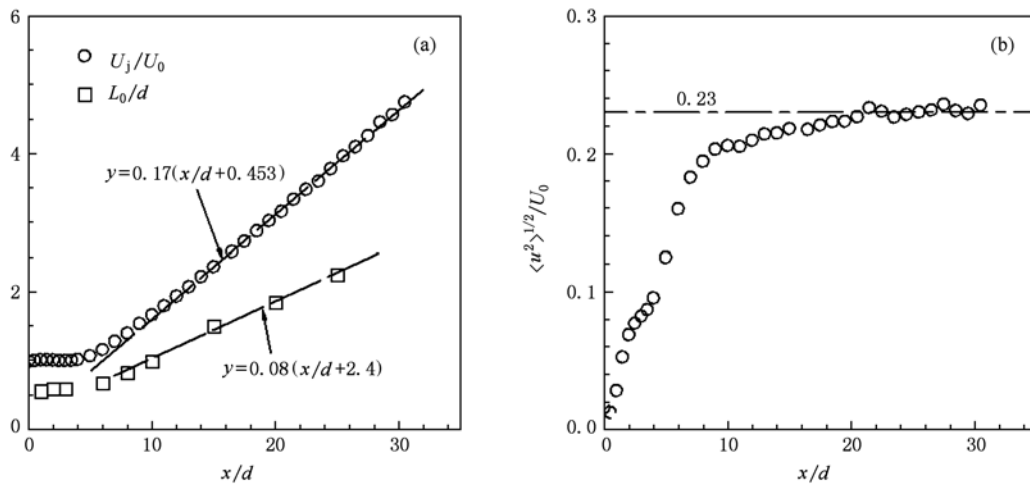 6
4
2
0
(a)
U_j/U_0
L_0/d
y=0.17(x/d+0.453)
y=0.08(x/d+2.4)
0 10 20 30
x/d
0.3
0.2
0.1
0.0
<u^2>^{1/2}/U_0
(b)
0.23
0 10 20 30
x/d